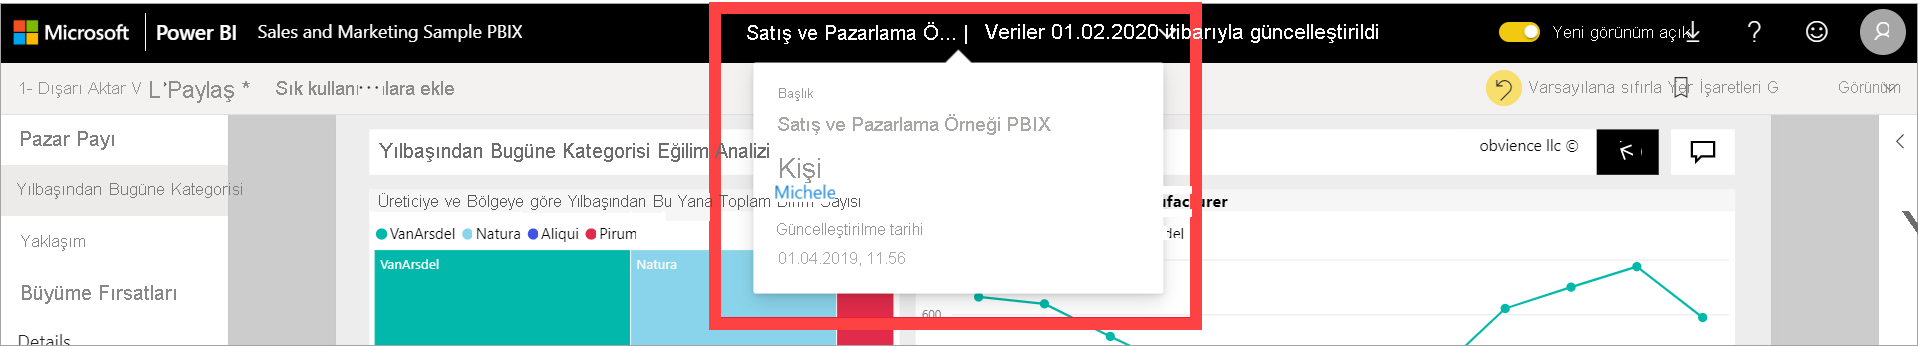 Microsoft Power BI Sales and Marketing Sample PBIX Satış ve Pazarlama Ö... | Veriler 01.02.2020 itibarıyla güncelleştirildi Yeni görünüm açık ?
1- Dışarı Aktar V L'Paylaş * Sık kullanı···ılara ekle Varsayılana sıfırla Yer İşaretleri G Görünüm
Başlık
Satış ve Pazarlama Örneği PBIX
Kişi
Michele
Güncelleştirilme tarihi
01.04.2019, 11.56
Pazar Payı
Yılbaşından Bugüne Kategorisi
Yaklaşım
Büyüme Fırsatları
Details
Yılbaşından Bugüne Kategorisi Eğilim Analizi
obvience llc ©
Üreticiye ve Bölgeye göre Yılbaşından Bu Yana Toplam Birim Sayısı
ufacturer
VanArsdel Natura Aliqui Pirum
del
VanArsdel
Natura
600